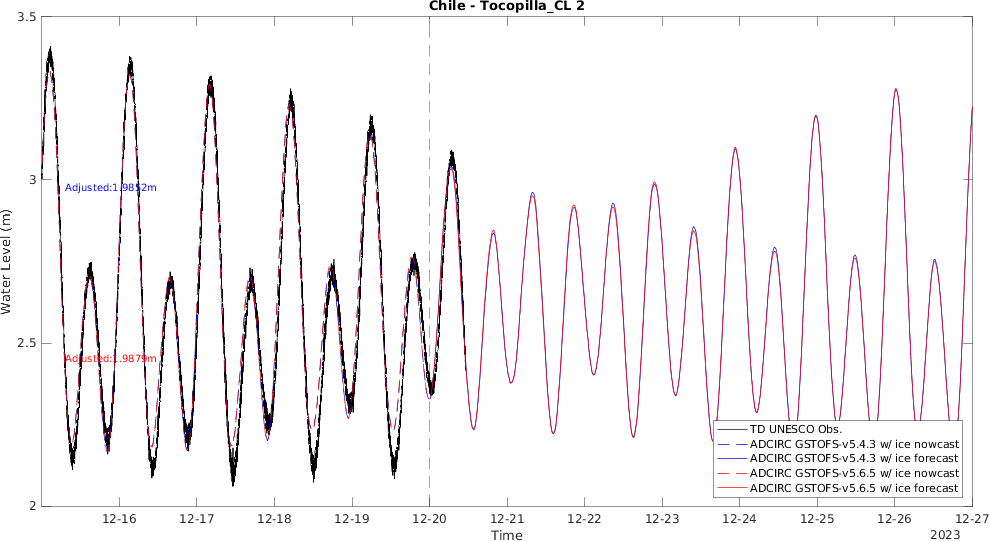 Chile - Tocopilla_CL 2
Water Level (m)
3.5
3
2.5
2
Adjusted:1.9852m
Adjusted:1.9879m
TD UNESCO Obs.
ADCIRC GSTOFS-v5.4.3 w/ ice nowcast
ADCIRC GSTOFS-v5.4.3 w/ ice forecast
ADCIRC GSTOFS-v5.6.5 w/ ice nowcast
ADCIRC GSTOFS-v5.6.5 w/ ice forecast
12-16 12-17 12-18 12-19 12-20 12-21 12-22 12-23 12-24 12-25 12-26 12-27
Time
2023